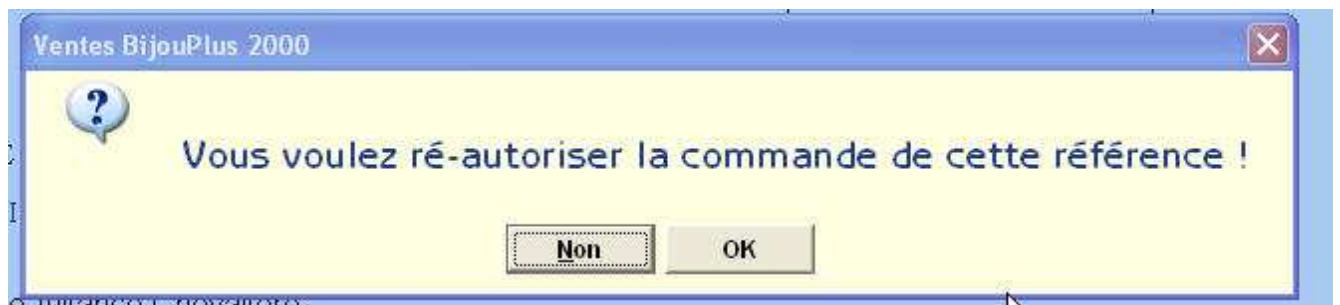 Ventes BijouPlus 2000
Vous voulez ré-autoriser la commande de cette référence !
Non OK